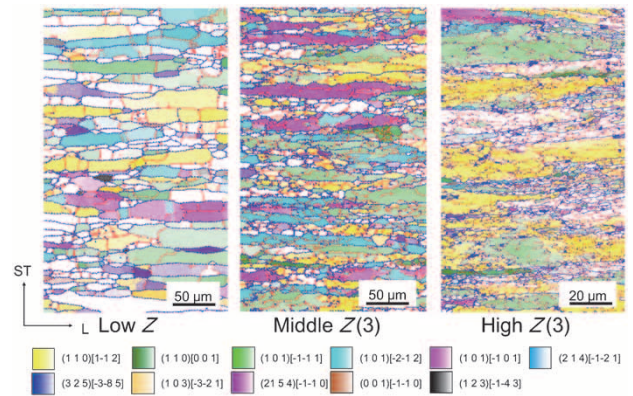 50 µm
50 µm
20 µm
ST
L
Low Z
Middle Z(3)
High Z(3)
(1 1 0)[1-1 2]
(1 1 0)[0 0 1]
(1 0 1)[-1-1 1]
(1 0 1)[-2-1 2]
(1 0 1)[-1-0 1]
(2 1 4)[-1-2 1]
(3 2 5)[-3-8 5]
(1 0 3)[-3-2 1]
(21 5 4)[-1-1 0]
(0 0 1)[-1-1 0]
(1 2 3)[-1-4 3]